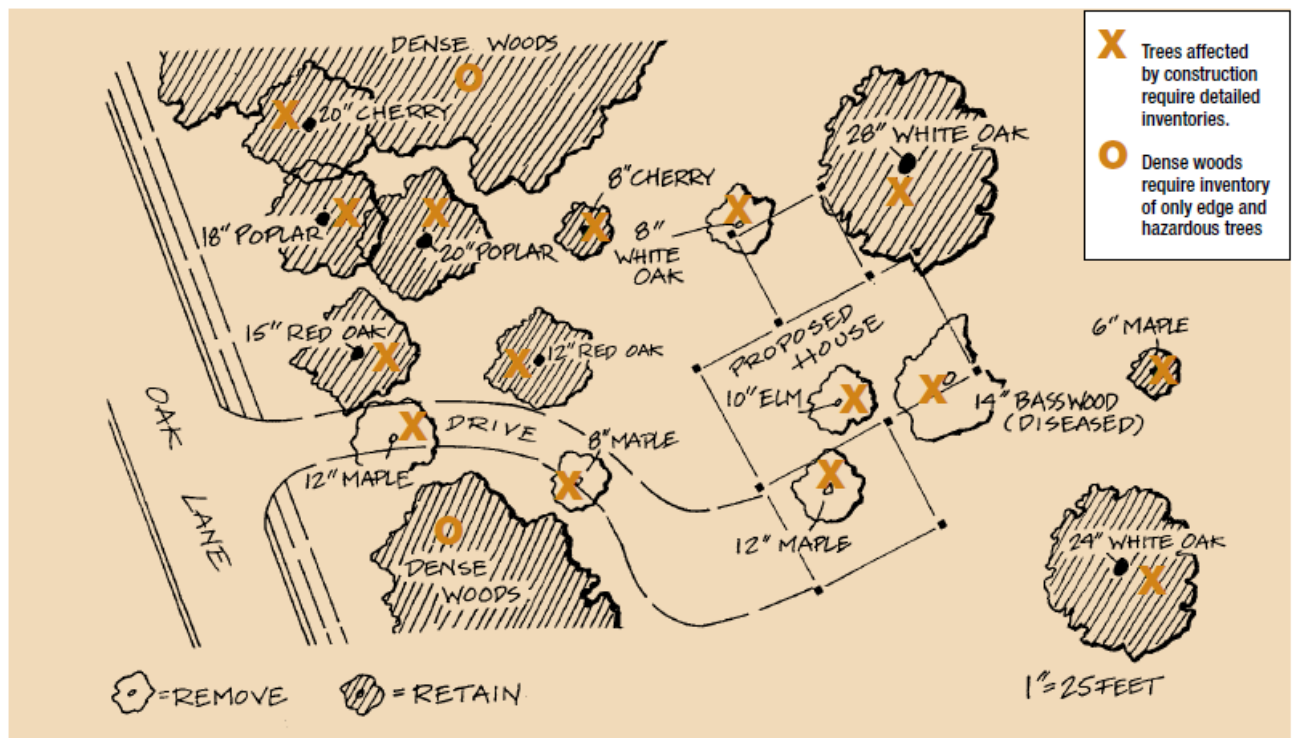 DENSE WOODS
O
X
20" CHERRY
X
Trees affected
by construction
require detailed
inventories.
O
Dense woods
require inventory
of only edge and
hazardous trees
28" WHITE OAK
X
8" CHERRY
X
X
8"
WHITE
OAK
18" POPLAR
X
X
20" POPLAR
15" RED OAK
X
X
12" RED OAK
PROPOSED
HOUSE
6" MAPLE
X
10" ELM
X
X
14" BASSWOOD
(DISEASED)
OAK
LANE
DRIVE
X
12" MAPLE
8" MAPLE
X
X
12" MAPLE
O
DENSE
WOODS
24" WHITE OAK
X
=REMOVE
= RETAIN
1"=25FEET